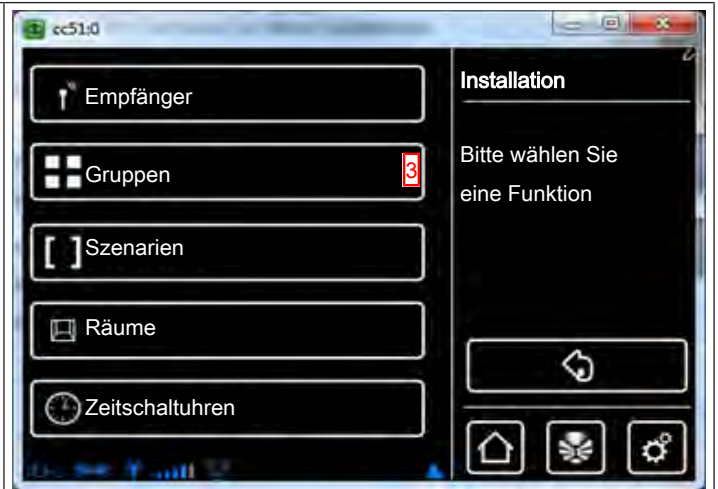 cc51:0
Empfänger
Gruppen 3
Szenarien
Räume
Zeitschaltuhren
Installation
Bitte wählen Sie
eine Funktion